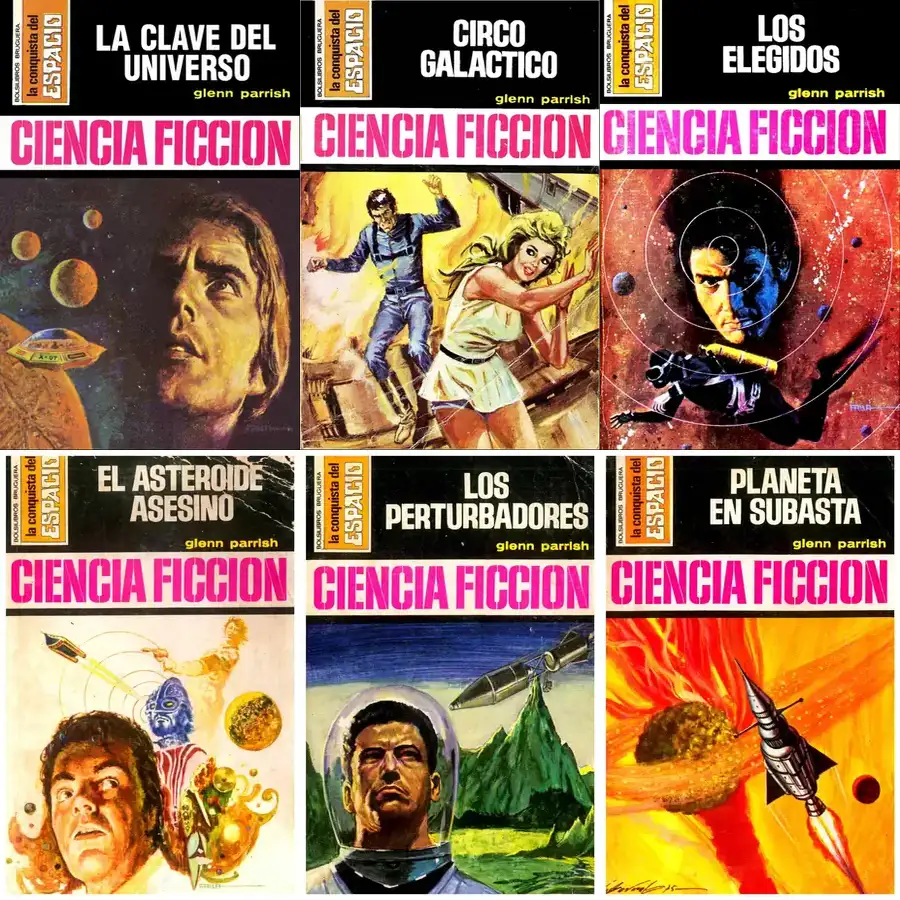 BOLSILIBROS BRUGUERA
la conquista del
ESPACIO
LA CLAVE DEL
UNIVERSO
glenn parrish
CIENCIA FICCION
X-07
BOLSILIBROS BRUGUERA
la conquista del
ESPACIO
CIRCO
GALACTICO
glenn parrish
CIENCIA FICCION
BOLSILIBROS BRUGUERA
la conquista del
ESPACIO
LOS
ELEGIDOS
glenn parrish
CIENCIA FICCION
BOLSILIBROS BRUGUERA
la conquista del
ESPACIO
EL ASTEROIDE
ASESINO
glenn parrish
CIENCIA FICCION
BOLSILIBROS BRUGUERA
la conquista del
ESPACIO
LOS
PERTURBADORES
glenn parrish
CIENCIA FICCION
BOLSILIBROS BRUGUERA
la conquista del
ESPACIO
PLANETA
EN SUBASTA
glenn parrish
CIENCIA FICCION